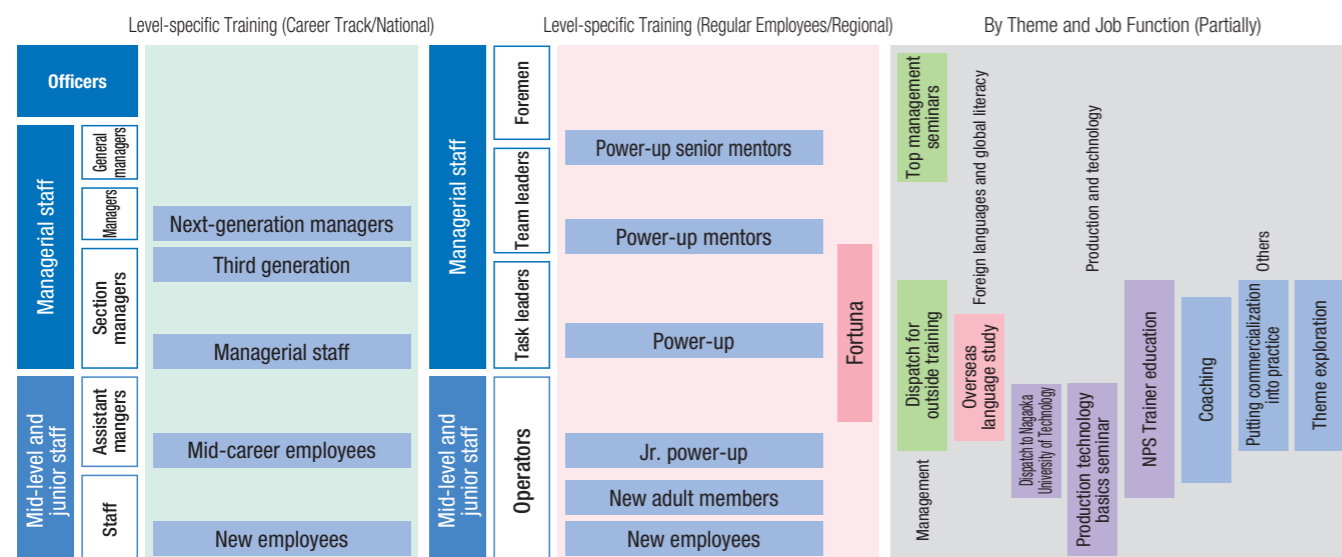 Level-specific Training (Career Track/National)
Level-specific Training (Regular Employees/Regional)
By Theme and Job Function (Partially)
Officers
Managerial staff
General
managers
Managers
Section
managers
Mid-level and
junior staff
Assistant
mangers
Staff
Next-generation managers
Third generation
Managerial staff
Mid-career employees
New employees
Managerial staff
Foremen
Team leaders
Task leaders
Mid-level and
junior staff
Operators
Power-up senior mentors
Power-up mentors
Power-up
Jr. power-up
New adult members
New employees
Fortuna
Top management
seminars
Dispatch for
outside training
Management
Foreign languages and global literacy
Overseas
language study
Dispatch to Nagaoka
University of Technology
Production and technology
Production technology
basics seminar
NPS Trainer education
Coaching
Putting commercialization
into practice
Others
Theme exploration